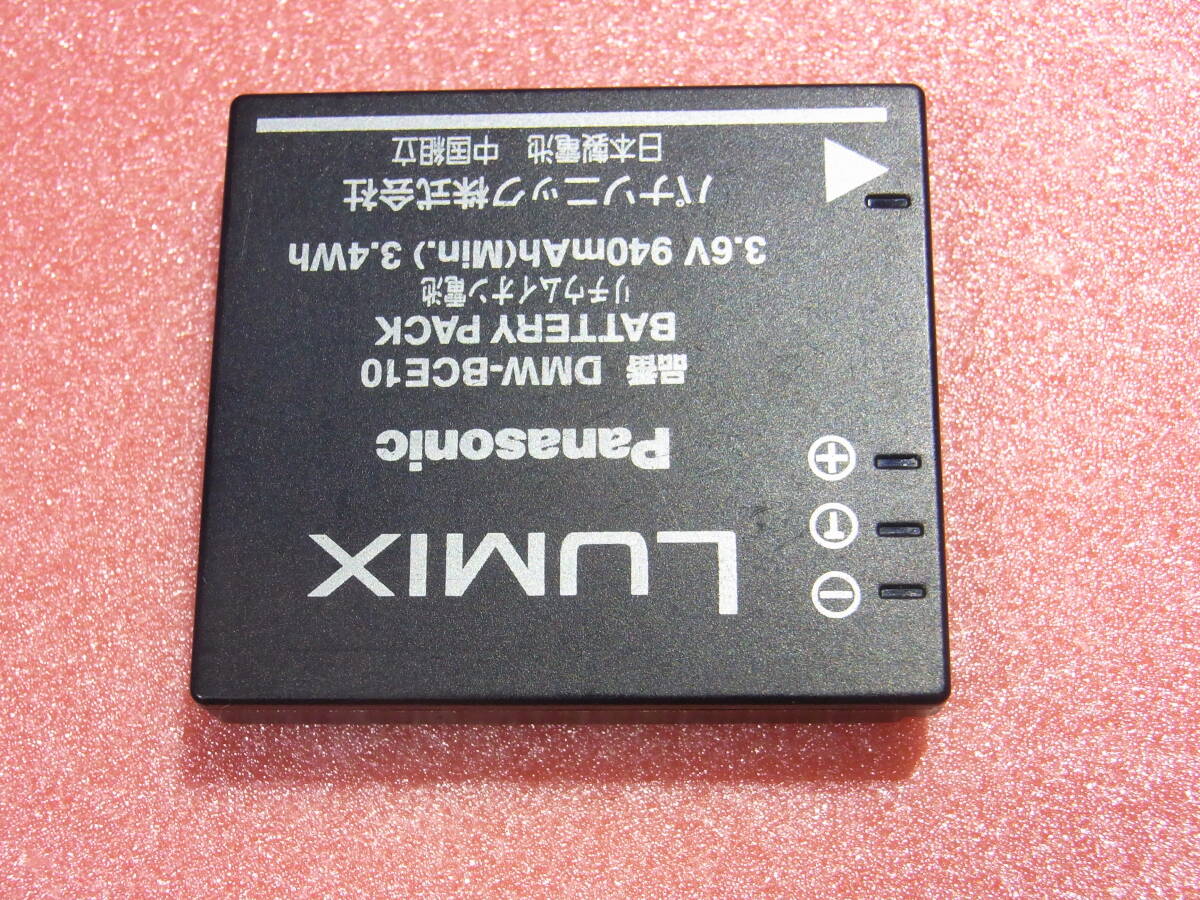 LUMIX
Panasonic
品番 DMW-BCE10
BATTERY PACK
リチウムイオン電池
3.6V 940mAh(Min.) 3.4Wh
パナソニック株式会社
日本製電池 中国組立
−
T
+